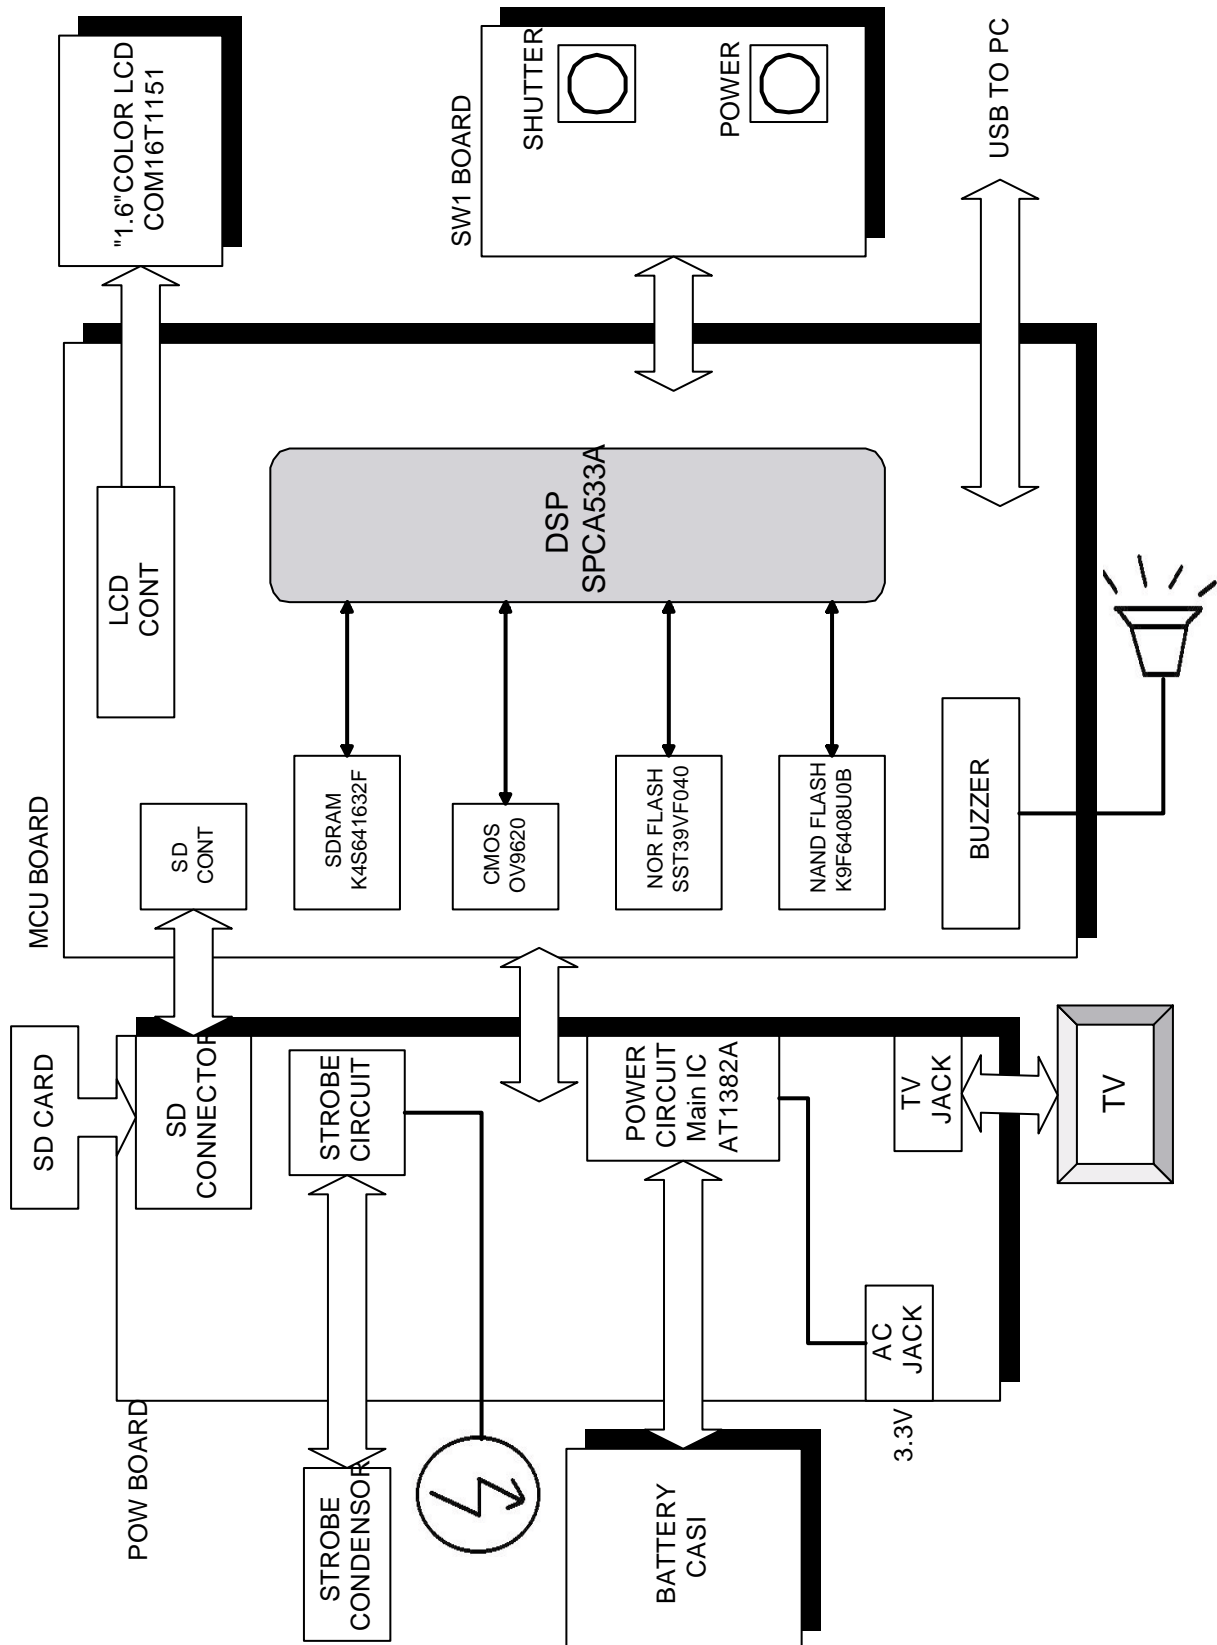 POW BOARD
MCU BOARD
SD CARD
SD
CONNECTOR
SD
CONT
LCD
CONT
"1.6"COLOR LCD
COM16T1151
STROBE
CONDENSOR
STROBE
CIRCUIT
SDRAM
K4S641632F
CMOS
OV9620
NOR FLASH
SST39VF040
NAND FLASH
K9F6408U0B
DSP
SPCA533A
SW1 BOARD
SHUTTER
POWER
BATTERY
CASI
POWER
CIRCUIT
Main IC
AT1382A
3.3V
AC
JACK
TV
JACK
BUZZER
USB TO PC
TV